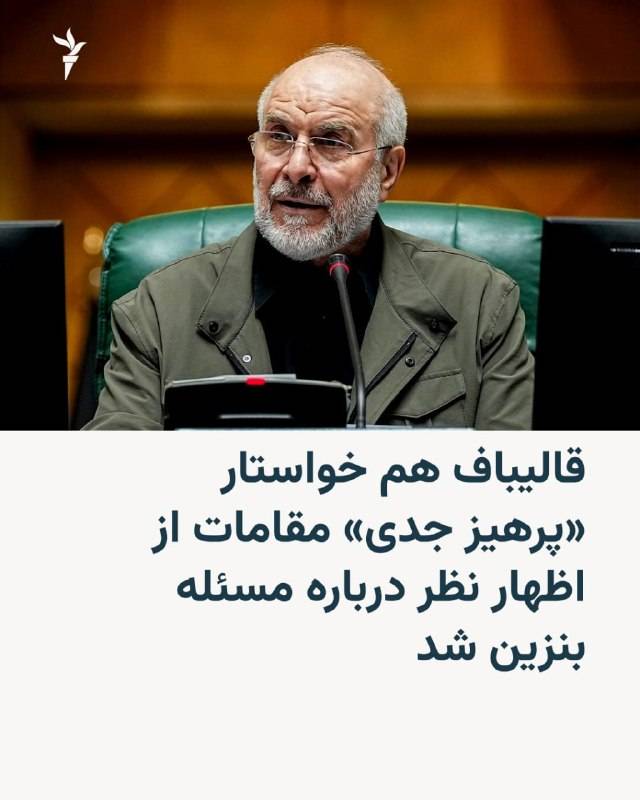 قالیباف هم خواستار
«پرهیز جدی» مقامات از
اظهار نظر درباره مسئله
بنزین شد